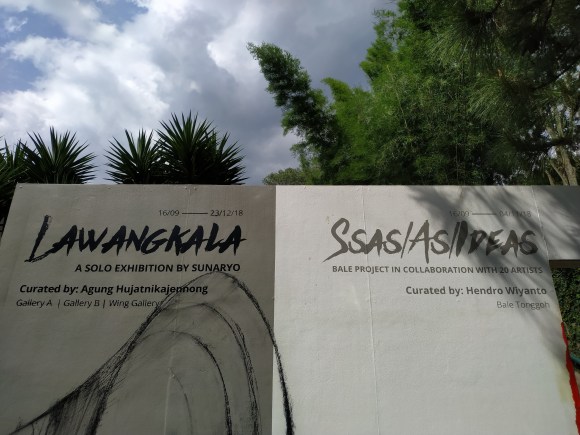 16/09 23/12/18
LAWANGKALA
A SOLO EXHIBITION BY SUNARYO
Curated by: Agung Hujatnikajennong
Gallery A | Gallery B | Wing Gallery
SSAS/AS/IDEAS
BALE PROJECT IN COLLABORATION WITH 20 ARTISTS
Curated by: Hendro Wiyanto
Bale Tonggoh